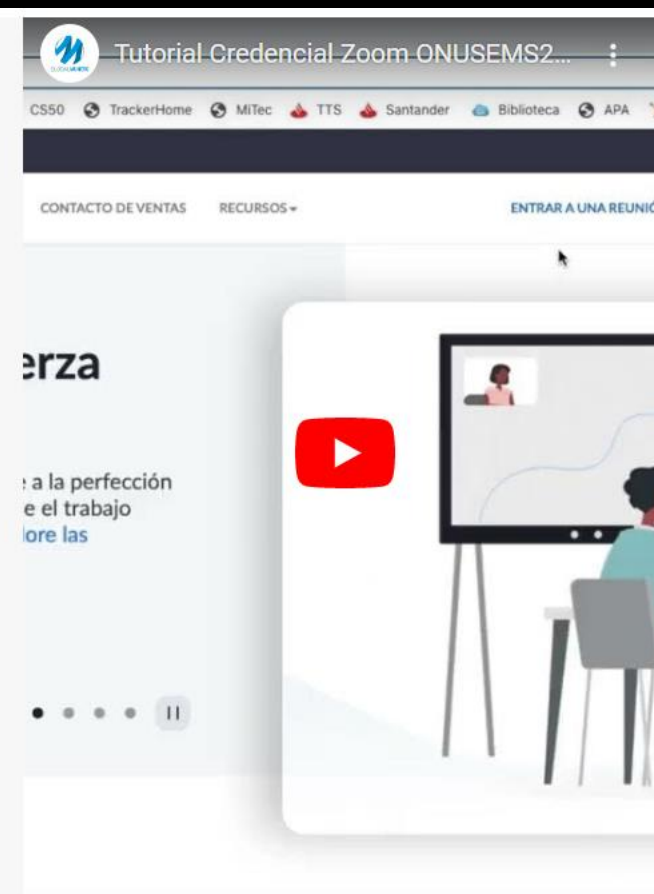 Tutorial Credencial Zoom ONUSEMS2...
CS50 TrackerHome MiTec TTS Santander Biblioteca APA
CONTACTO DE VENTAS RECURSOS ENTRAR A UNA REUNIÓ
erza
e a la perfección
e el trabajo
lore las